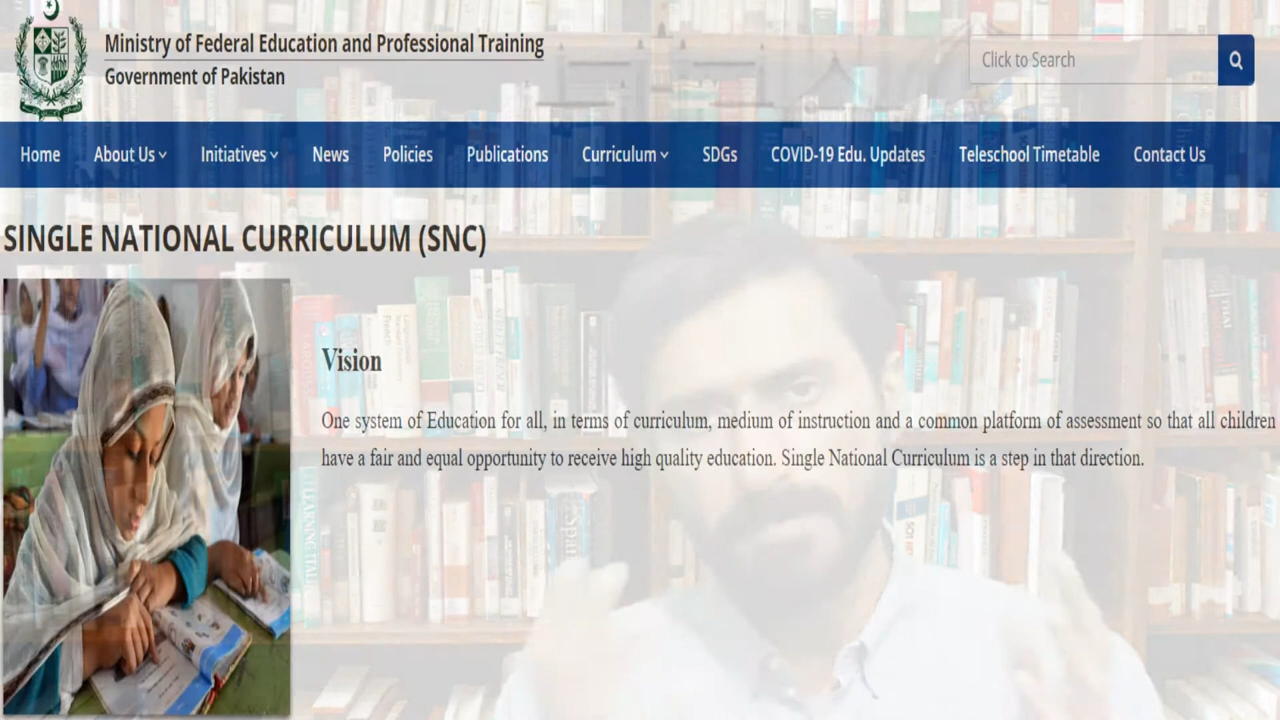 Ministry of Federal Education and Professional Training
Government of Pakistan
Click to Search
Home About Us Initiatives News Policies Publications Curriculum SDGs COVID-19 Edu. Updates Teleschool Timetable Contact Us
SINGLE NATIONAL CURRICULUM (SNC)
Vision
One system of Education for all, in terms of curriculum, medium of instruction and a common platform of assessment so that all children
have a fair and equal opportunity to receive high quality education. Single National Curriculum is a step in that direction.